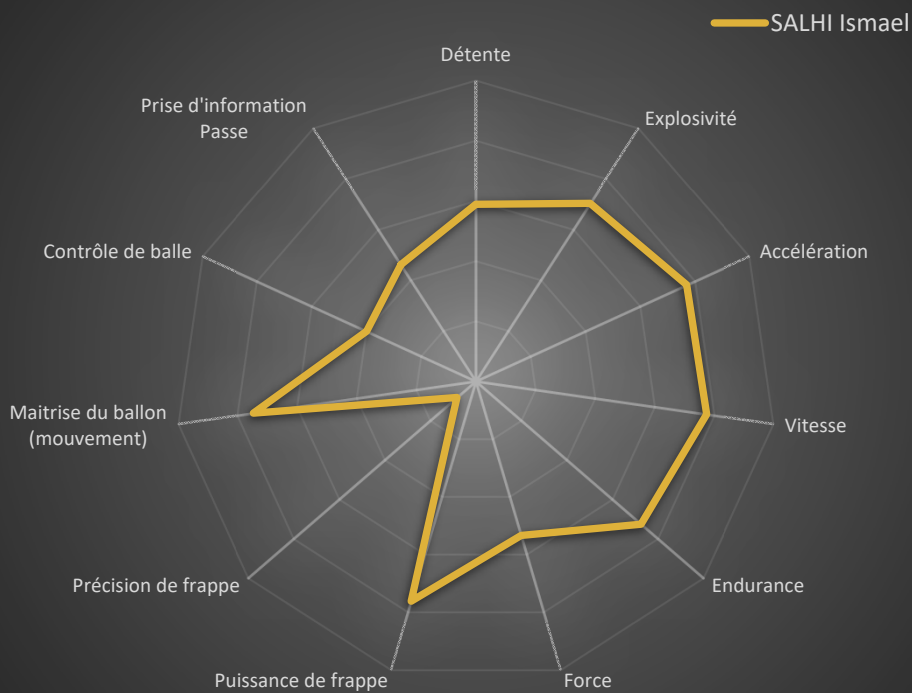 SALHI Ismael
Détente
Explosivité
Accélération
Vitesse
Endurance
Force
Puissance de frappe
Précision de frappe
Maitrise du ballon
(mouvement)
Contrôle de balle
Prise d'information
Passe